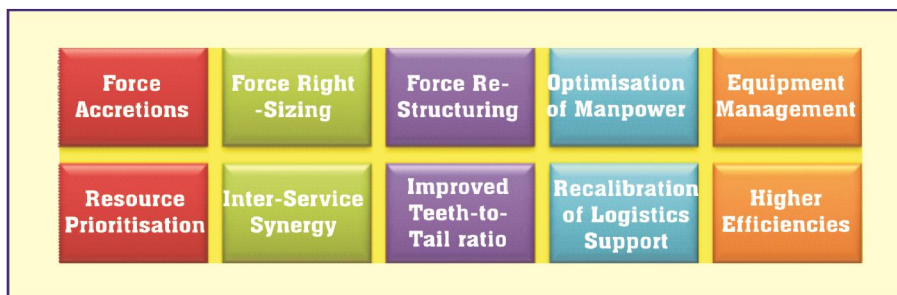 Force
Accretions
Force Right
-Sizing
Force Re-
Structuring
Optimisation
of Manpower
Equipment
Management
Resource
Prioritisation
Inter-Service
Synergy
Improved
Teeth-to-
Tail ratio
Recalibration
of Logistics
Support
Higher
Efficiencies